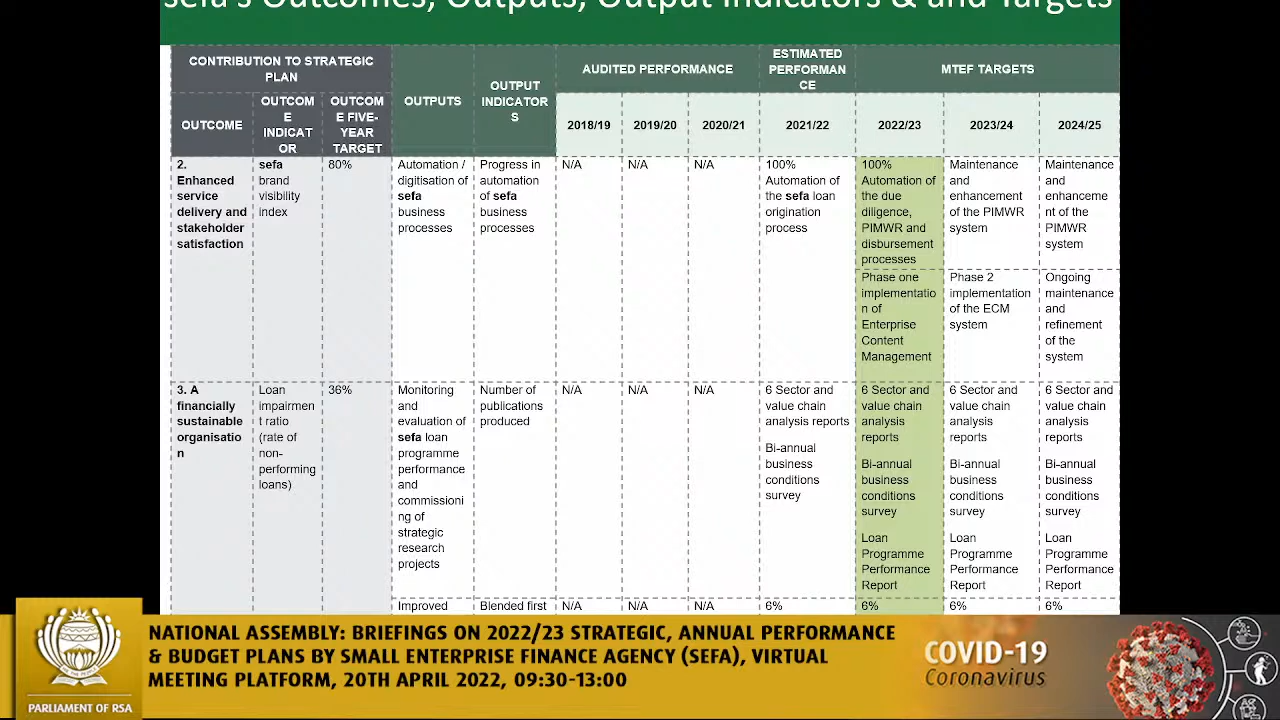 sefa's Outcomes, Outputs, Output Indicators & and Targets
CONTRIBUTION TO STRATEGIC
PLAN
OUTPUTS
OUTPUT
INDICATOR
S
AUDITED PERFORMANCE
ESTIMATED
PERFORMAN
CE
MTEF TARGETS
OUTCOME
OUTCOM
E
INDICAT
OR
OUTCOM
E FIVE-
YEAR
TARGET
2018/19
2019/20
2020/21
2021/22
2022/23
2023/24
2024/25
2.
Enhanced
service
delivery and
stakeholder
satisfaction
sefa
brand
visibility
index
80%
Automation /
digitisation of
sefa
business
processes
Progress in
automation
of sefa
business
processes
N/A
N/A
N/A
100%
Automation of
the sefa loan
origination
process
100%
Automation of
the due
diligence,
PIMWR and
disbursement
processes
Maintenance
and
enhancement
of the PIMWR
system
Maintenance
and
enhanceme
nt of the
PIMWR
system
Phase one
implementatio
n of
Enterprise
Content
Management
Phase 2
implementation
of the ECM
system
Ongoing
maintenance
and
refinement
of the
system
3. A
financially
sustainable
organisatio
n
Loan
impairmen
t ratio
(rate of
non-
performing
loans)
36%
Monitoring
and
evaluation of
sefa loan
programme
performance
and
commissioni
ng of
strategic
research
projects
Number of
publications
produced
N/A
N/A
N/A
6 Sector and
value chain
analysis reports
Bi-annual
business
conditions
survey
6 Sector and
value chain
analysis
reports
Bi-annual
business
conditions
survey
Loan
Programme
Performance
Report
6 Sector and
value chain
analysis
reports
Bi-annual
business
conditions
survey
Loan
Programme
Performance
Report
6 Sector and
value chain
analysis
reports
Bi-annual
business
conditions
survey
Loan
Programme
Performance
Report
Improved
Blended first
N/A
N/A
N/A
6%
6%
6%
6%
PARLIAMENT OF RSA
NATIONAL ASSEMBLY: BRIEFINGS ON 2022/23 STRATEGIC, ANNUAL PERFORMANCE
& BUDGET PLANS BY SMALL ENTERPRISE FINANCE AGENCY (SEFA), VIRTUAL
MEETING PLATFORM, 20TH APRIL 2022, 09:30-13:00
COVID-19
Coronavirus